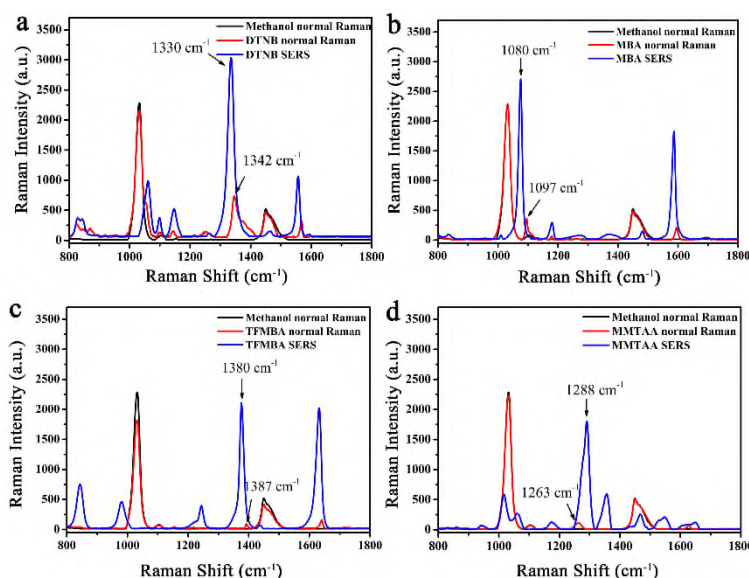 a
Methanol normal Raman
DTNB normal Raman
DTNB SERS
1330 cm-1
1342 cm-1
Raman Intensity (a.u.)
3500
3000
2500
2000
1500
1000
500
0
800 1000 1200 1400 1600 1800
Raman Shift (cm-1)
b
Methanol normal Raman
MBA normal Raman
MBA SERS
1080 cm-1
1097 cm-1
Raman Intensity (a.u.)
3500
3000
2500
2000
1500
1000
500
0
800 1000 1200 1400 1600 1800
Raman Shift (cm-1)
c
Methanol normal Raman
TFMBA normal Raman
TFMBA SERS
1380 cm-1
1387 cm-1
Raman Intensity (a.u.)
3500
3000
2500
2000
1500
1000
500
0
800 1000 1200 1400 1600 1800
Raman Shift (cm-1)
d
Methanol normal Raman
MMTAA normal Raman
MMTAA SERS
1288 cm-1
1263 cm-1
Raman Intensity (a.u.)
3500
3000
2500
2000
1500
1000
500
0
800 1000 1200 1400 1600 1800
Raman Shift (cm-1)